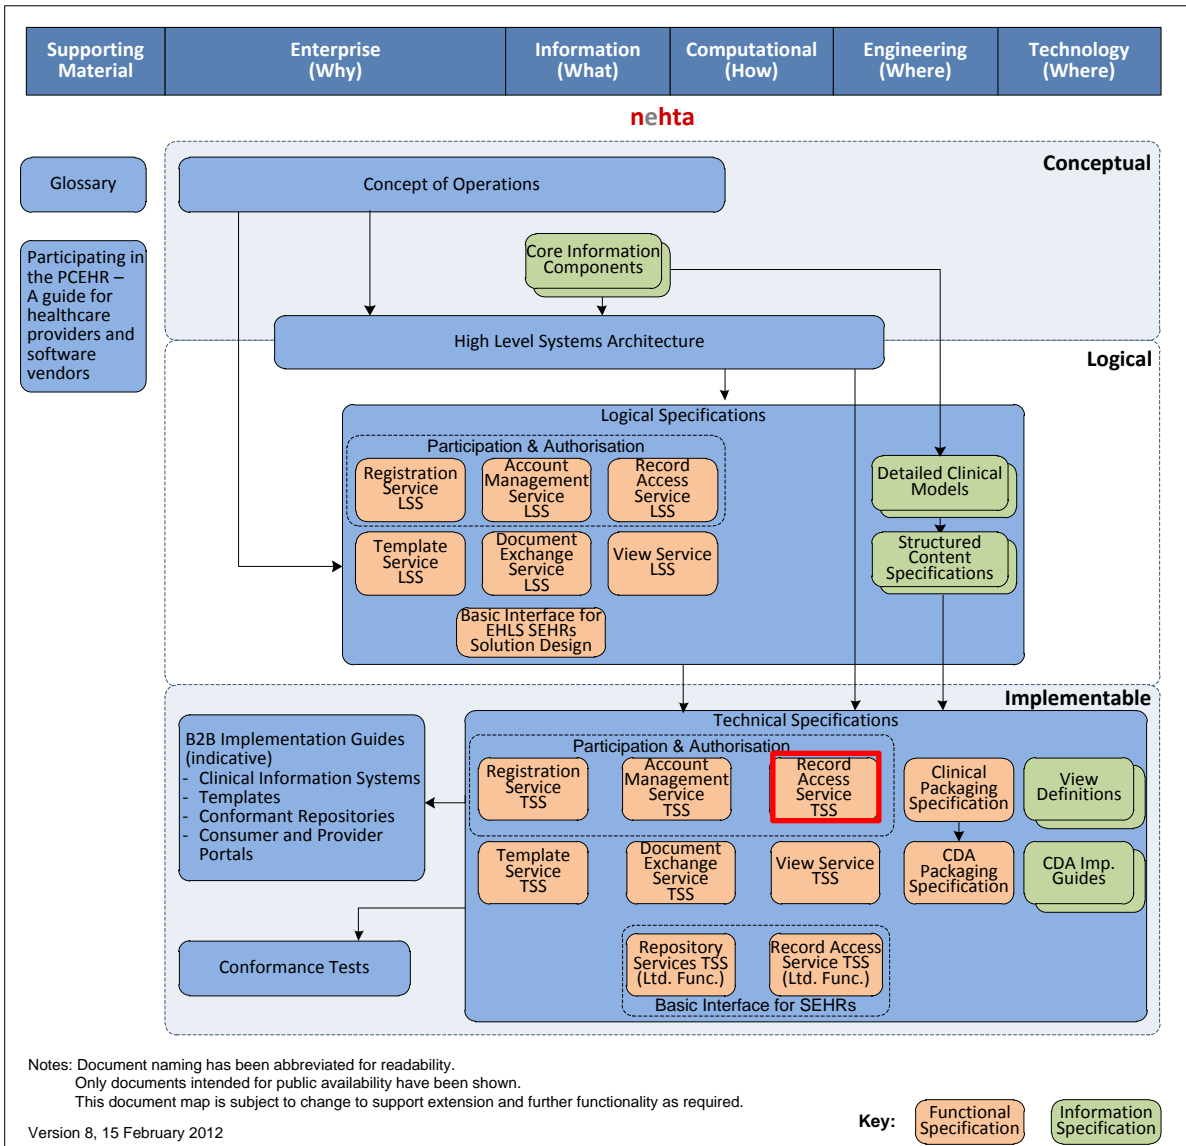 Supporting
Material
Enterprise
(Why)
Information
(What)
Computational
(How)
Engineering
(Where)
Technology
(Where)
nehta
Conceptual
Glossary
Concept of Operations
Participating in
the PCEHR –
A guide for
healthcare
providers and
software
vendors
Core Information
Components
High Level Systems Architecture
Logical
Logical Specifications
Participation & Authorisation
Registration
Service
LSS
Account
Management
Service
LSS
Record
Access
Service
LSS
Detailed Clinical
Models
Template
Service
LSS
Document
Exchange
Service
LSS
View Service
LSS
Structured
Content
Specifications
Basic Interface for
EHLS SEHRs
Solution Design
Implementable
Technical Specifications
B2B Implementation Guides
(indicative)
- Clinical Information Systems
- Templates
- Conformant Repositories
- Consumer and Provider
Portals
Participation & Authorisation
Registration
Service
TSS
Account
Management
Service
TSS
Record
Access
Service
TSS
Clinical
Packaging
Specification
View
Definitions
Template
Service
TSS
Document
Exchange
Service
TSS
View Service
TSS
CDA
Packaging
Specification
CDA Imp.
Guides
Conformance Tests
Repository
Services TSS
(Ltd. Func.)
Record Access
Service TSS
(Ltd. Func.)
Basic Interface for SEHRs
Notes: Document naming has been abbreviated for readability.
Only documents intended for public availability have been shown.
This document map is subject to change to support extension and further functionality as required.
Version 8, 15 February 2012
Key:
Functional
Specification
Information
Specification